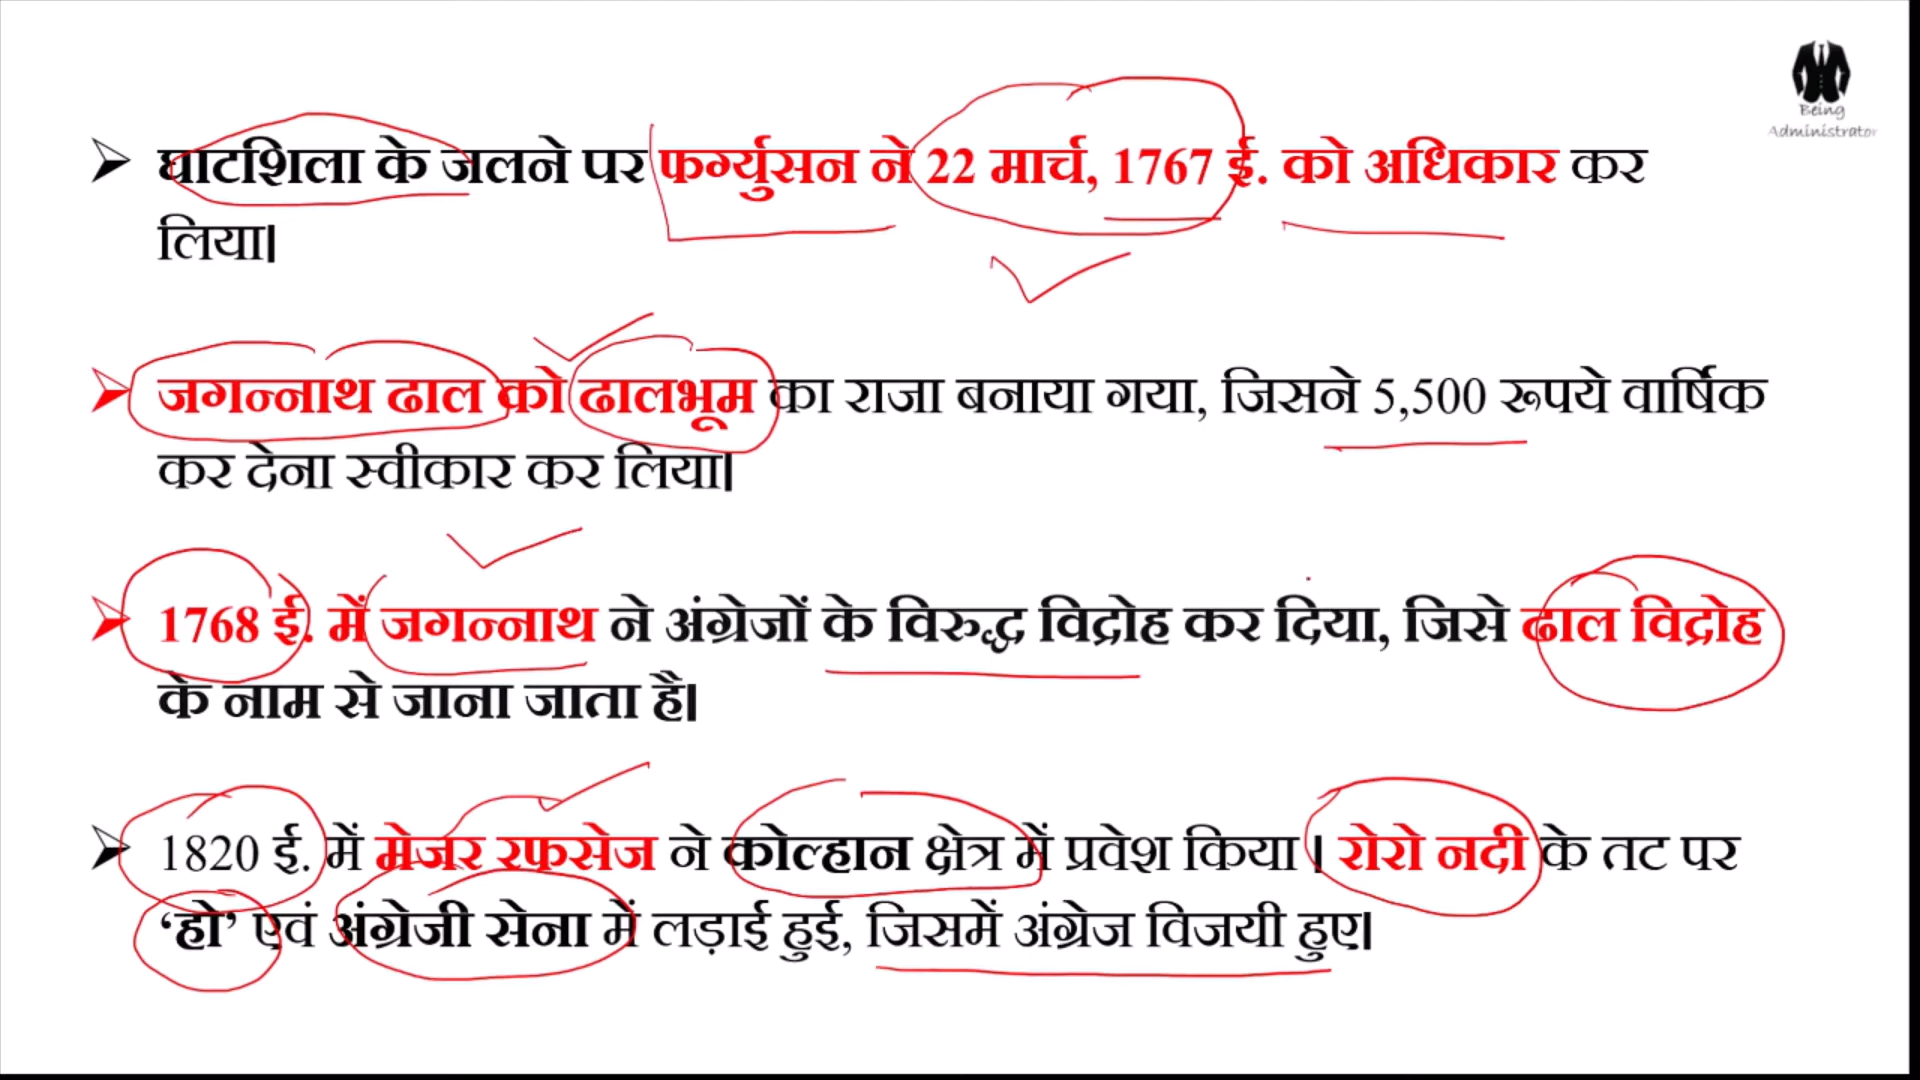 Being
Administrator
घाटशिला के जलने पर फर्ग्युसन ने 22 मार्च, 1767 ई. को अधिकार कर
लिया।
जगन्नाथ ढाल को ढालभूम का राजा बनाया गया, जिसने 5,500 रूपये वार्षिक
कर देना स्वीकार कर लिया।
1768 ई. में जगन्नाथ ने अंग्रेजों के विरुद्ध विद्रोह कर दिया, जिसे ढाल विद्रोह
के नाम से जाना जाता है।
1820 ई. में मेजर रफसेज ने कोल्हान क्षेत्र में प्रवेश किया। रोरो नदी के तट पर
‘हो’ एवं अंग्रेजी सेना में लड़ाई हुई, जिसमें अंग्रेज विजयी हुए।